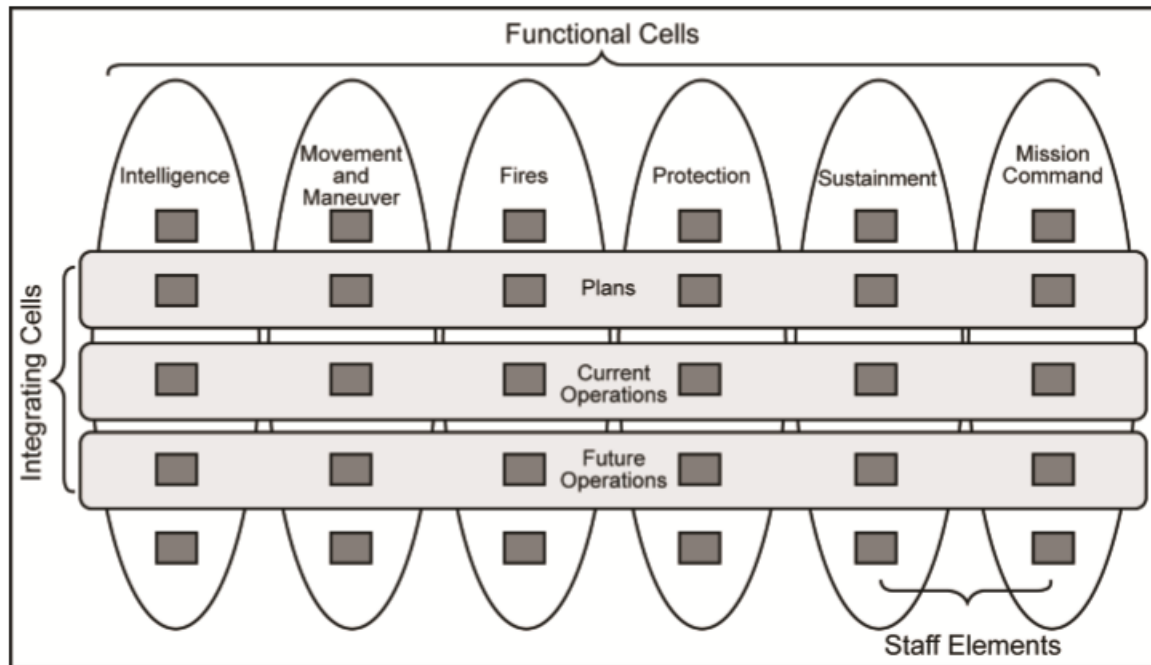 Functional Cells
Intelligence
Movement
and
Maneuver
Fires
Protection
Sustainment
Mission
Command
Integrating Cells
Plans
Current
Operations
Future
Operations
Staff Elements